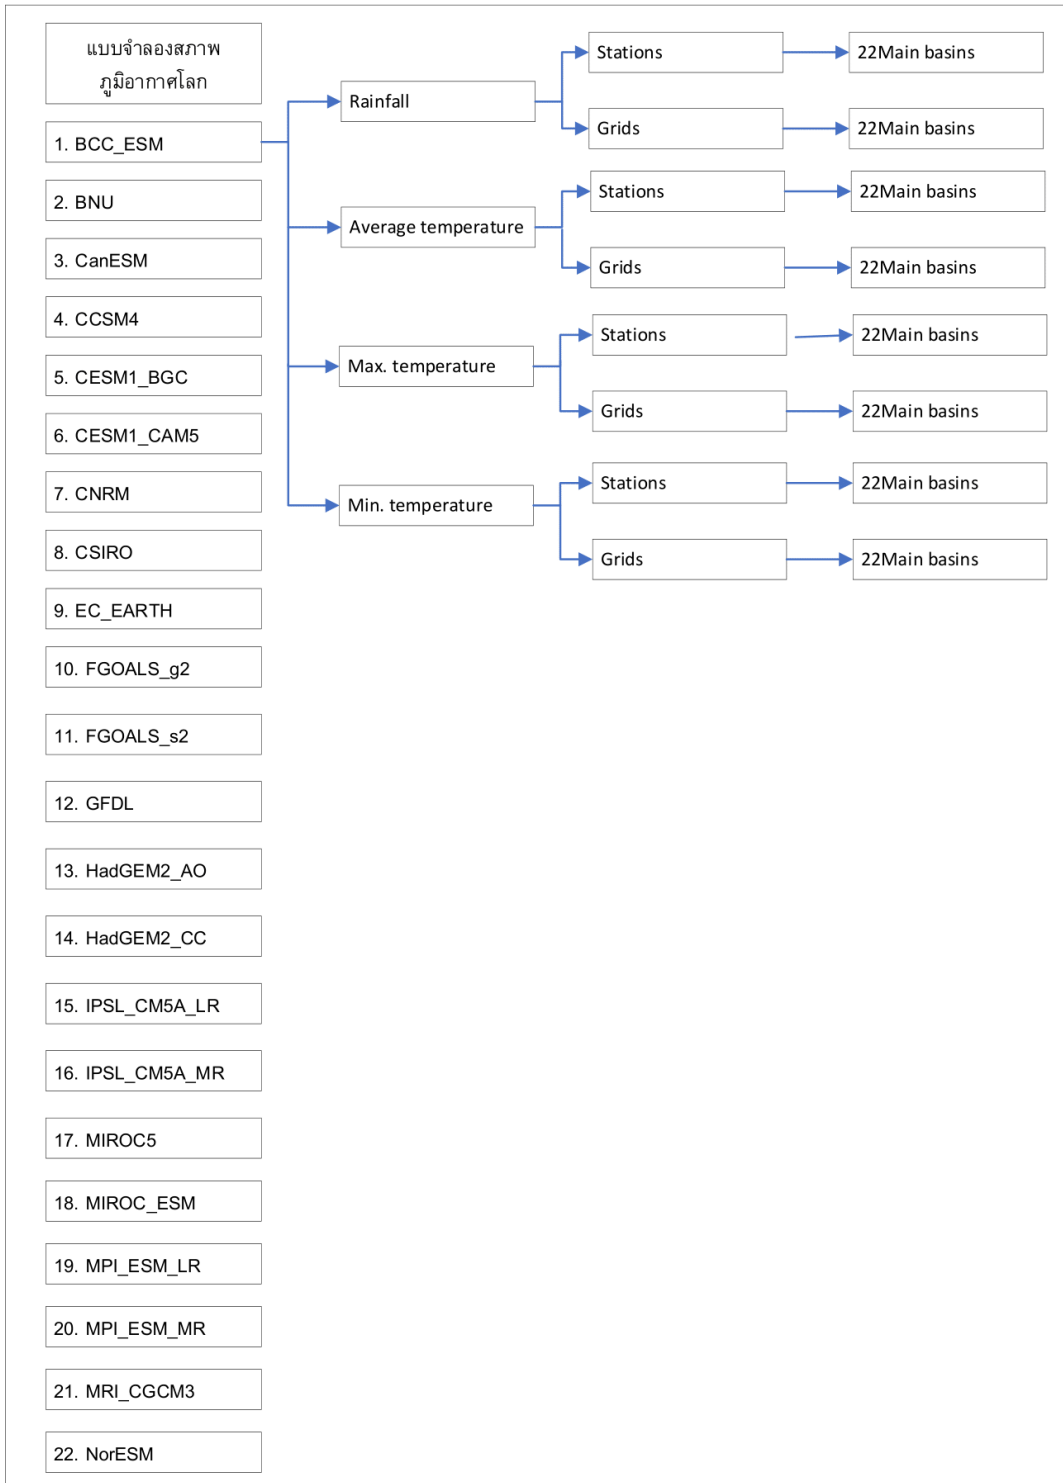 แบบจำลองสภาพ
ภูมิอากาศโลก
1. BCC_ESM
2. BNU
3. CanESM
4. CCSM4
5. CESM1_BGC
6. CESM1_CAM5
7. CNRM
8. CSIRO
9. EC_EARTH
10. FGOALS_g2
11. FGOALS_s2
12. GFDL
13. HadGEM2_AO
14. HadGEM2_CC
15. IPSL_CM5A_LR
16. IPSL_CM5A_MR
17. MIROC5
18. MIROC_ESM
19. MPI_ESM_LR
20. MPI_ESM_MR
21. MRI_CGCM3
22. NorESM
Rainfall
Stations
22Main basins
Grids
22Main basins
Average temperature
Stations
22Main basins
Grids
22Main basins
Max. temperature
Stations
22Main basins
Grids
22Main basins
Min. temperature
Stations
22Main basins
Grids
22Main basins